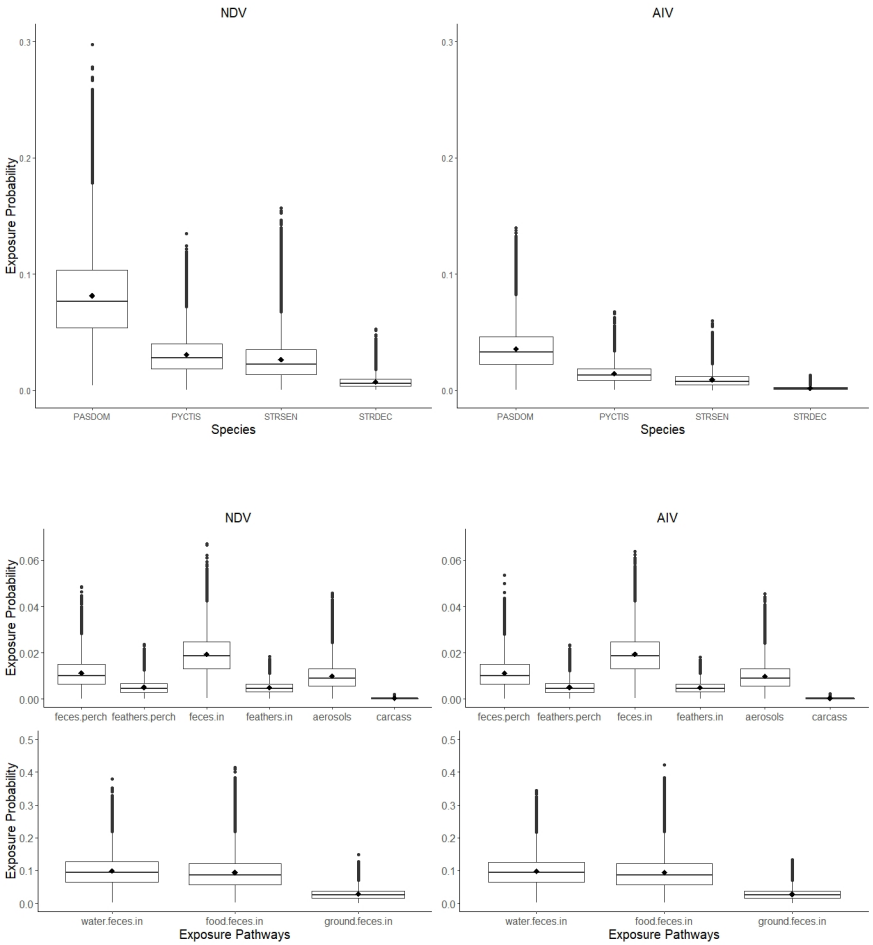 NDV
AIV
Exposure Probability
0.3
0.2
0.1
0.0
0.3
0.2
0.1
0.0
PASDOM PYCTIS STRSEN STRDEC
PASDOM PYCTIS STRSEN STRDEC
Species
Species
NDV
AIV
Exposure Probability
0.06
0.04
0.02
0.00
0.06
0.04
0.02
0.00
feces.perch feathers.perch feces.in feathers.in aerosols carcass
feces.perch feathers.perch feces.in feathers.in aerosols carcass
Exposure Probability
0.5
0.4
0.3
0.2
0.1
0.0
0.5
0.4
0.3
0.2
0.1
0.0
water.feces.in food.feces.in ground.feces.in
water.feces.in food.feces.in ground.feces.in
Exposure Pathways
Exposure Pathways